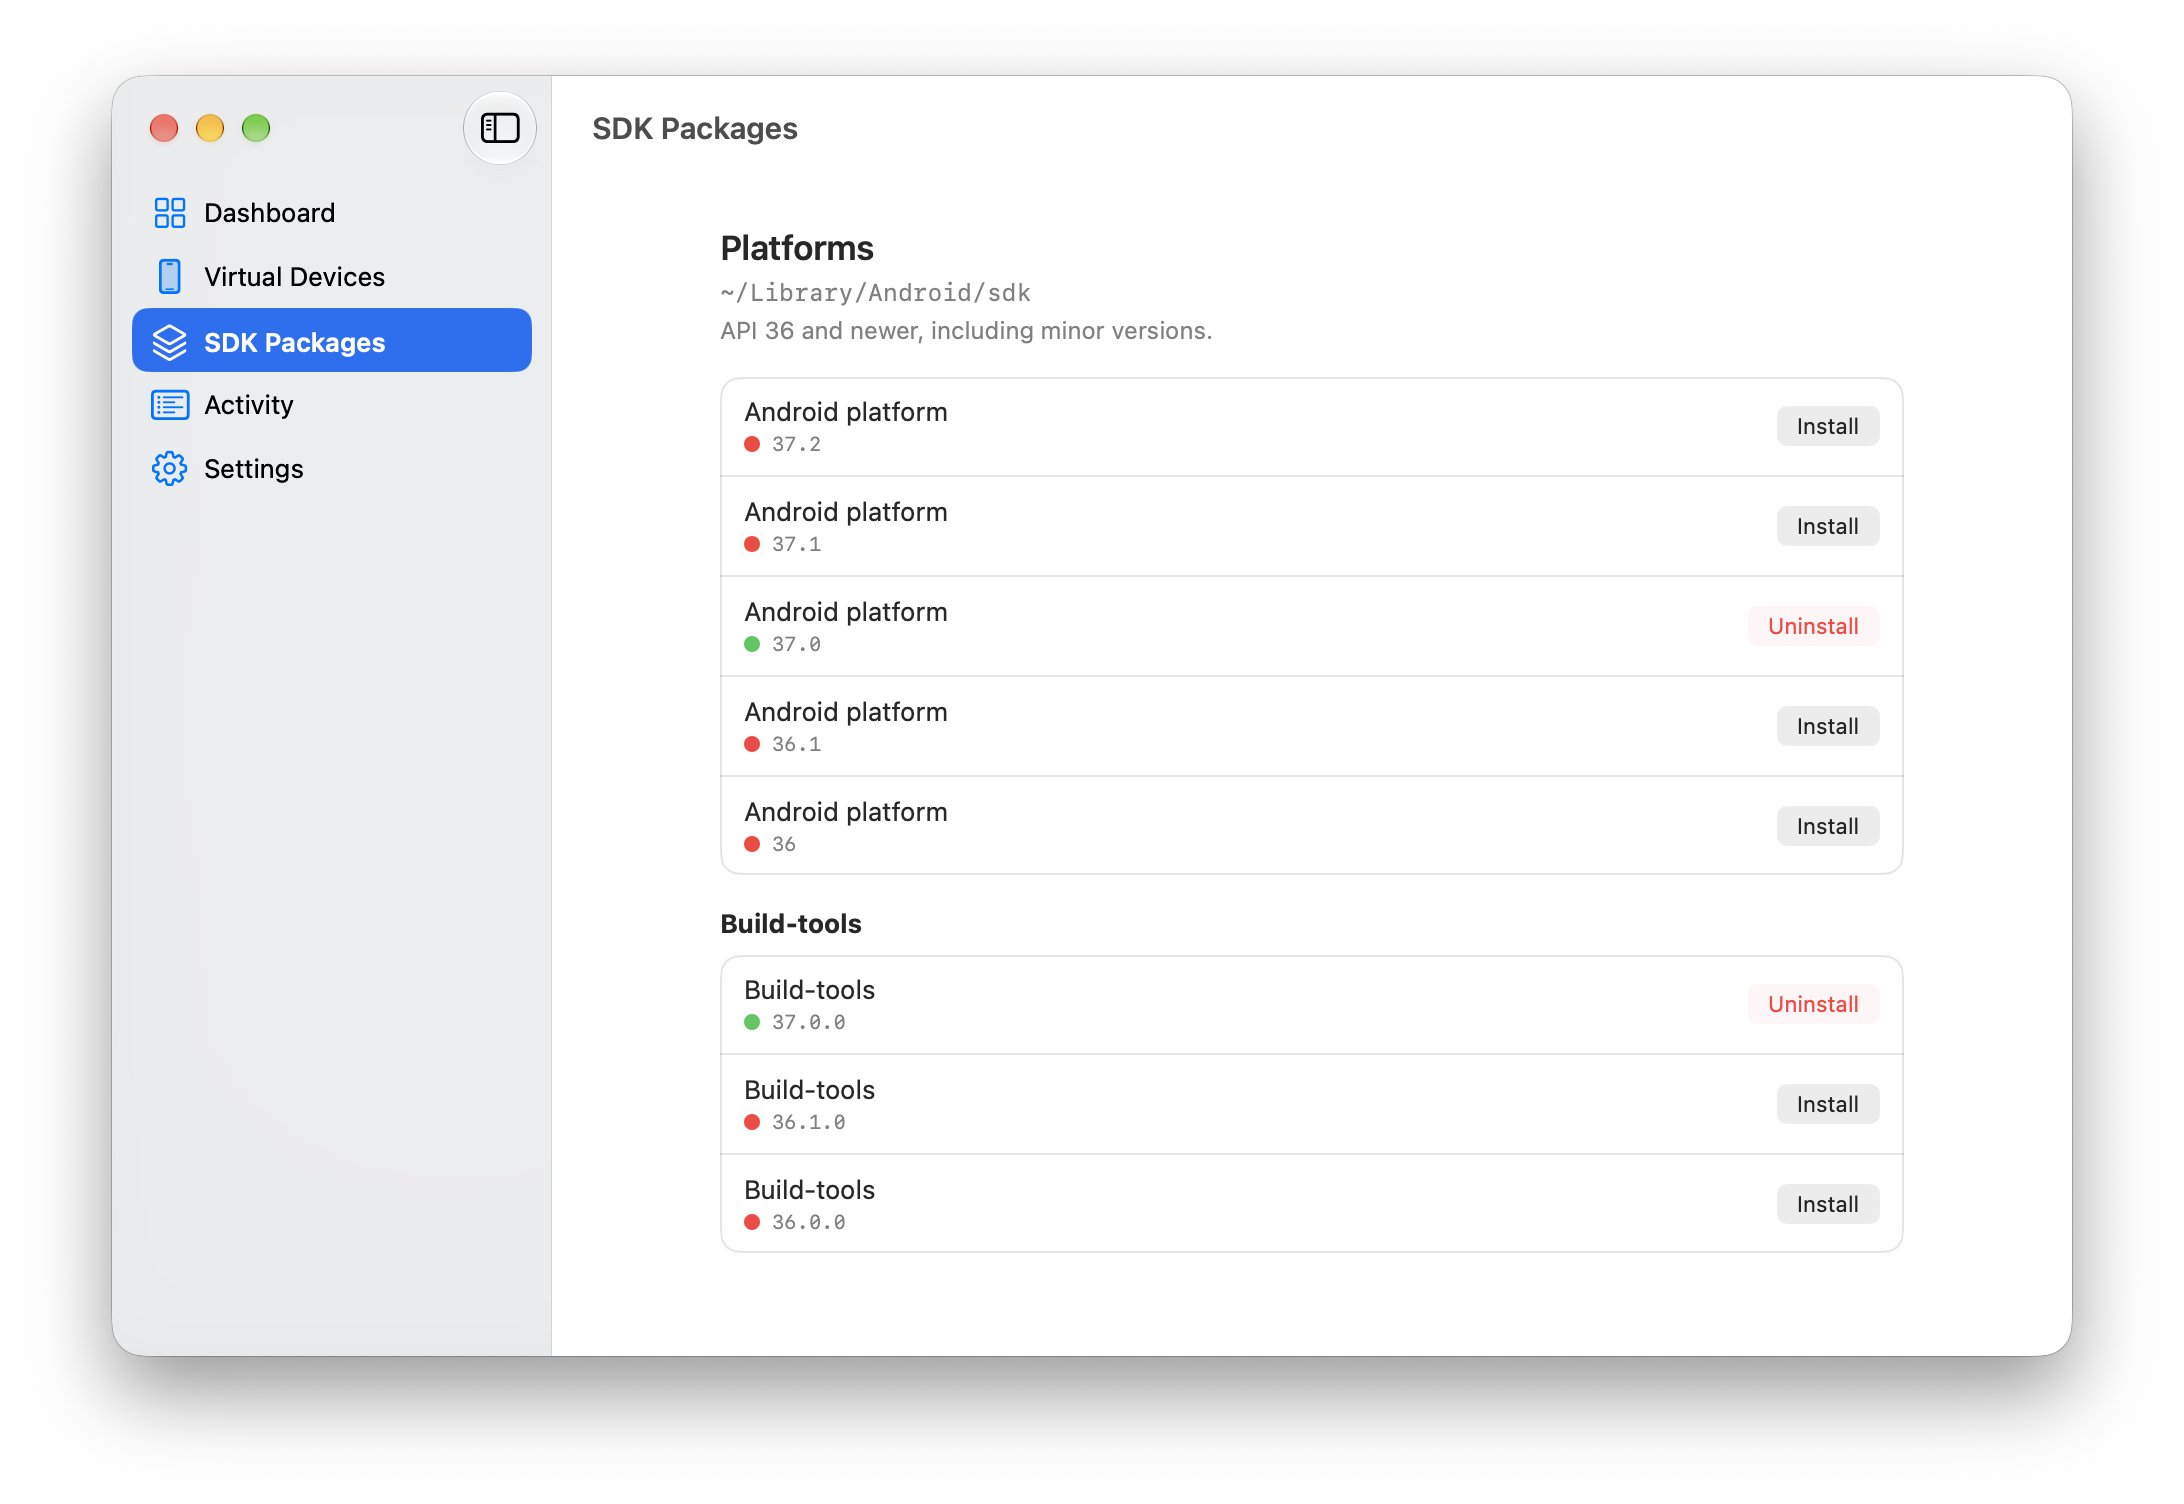 SDK Packages
Dashboard
Virtual Devices
SDK Packages
Activity
Settings
Platforms
~/Library/Android/sdk
API 36 and newer, including minor versions.
Android platform
37.2
Install
Android platform
37.1
Install
Android platform
37.0
Uninstall
Android platform
36.1
Install
Android platform
36
Install
Build-tools
Build-tools
37.0.0
Uninstall
Build-tools
36.1.0
Install
Build-tools
36.0.0
Install